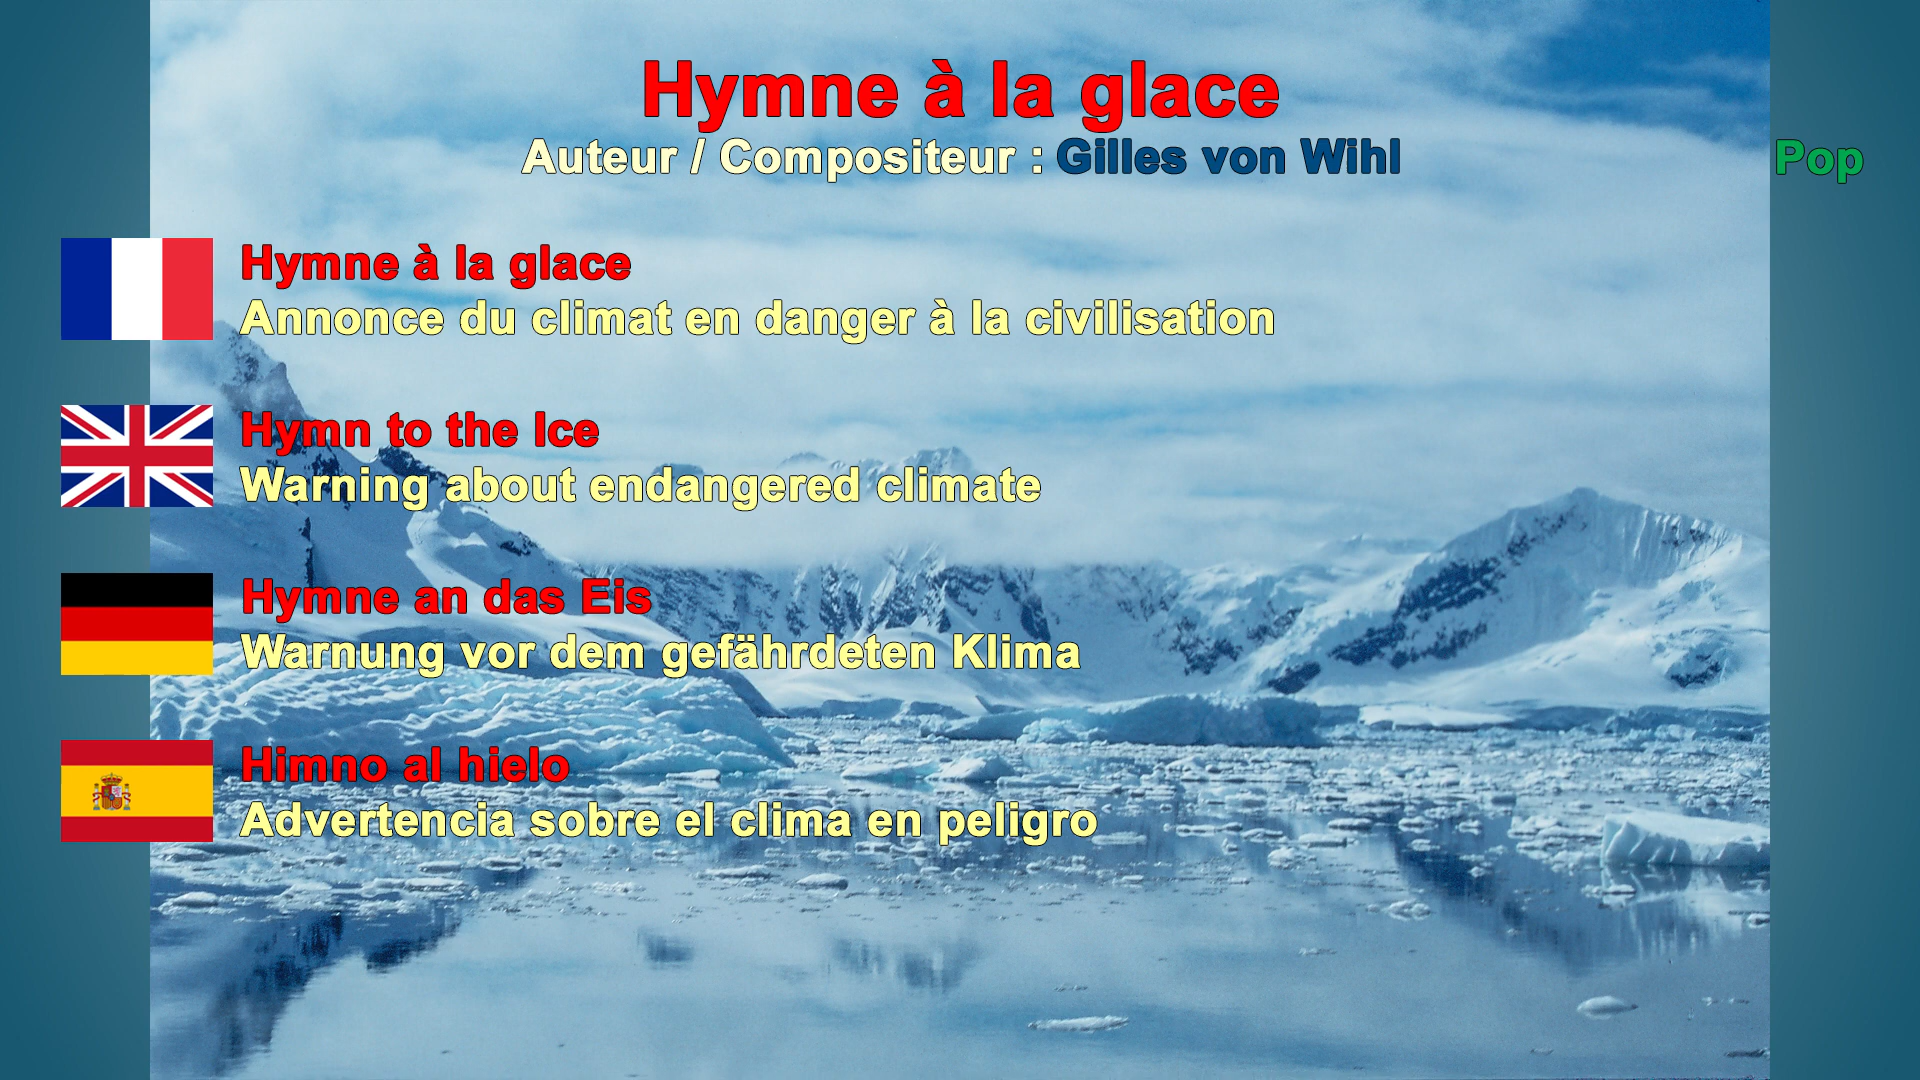 Hymne à la glace
Auteur / Compositeur : Gilles von Wihl
Pop
Hymne à la glace
Annonce du climat en danger à la civilisation
Hymn to the Ice
Warning about endangered climate
Hymne an das Eis
Warnung vor dem gefährdeten Klima
Himno al hielo
Advertencia sobre el clima en peligro